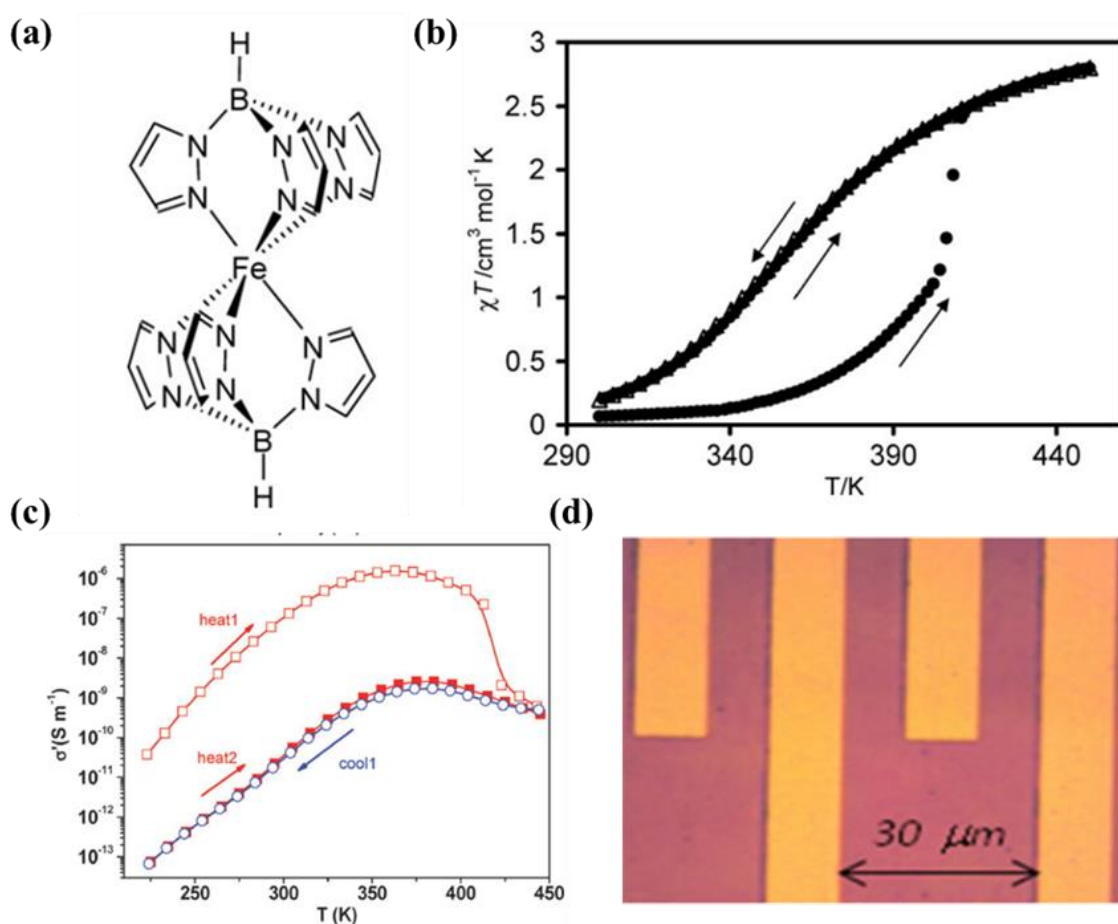 (a)
H
B
N N N
N N N
Fe
N N N
N N N
B
H
(b)
3
2.5
2
1.5
1
0.5
0
χT/cm³ mol⁻¹ K
290 340 390 440
T/K
(c)
10⁻⁶
10⁻⁷
10⁻⁸
10⁻⁹
10⁻¹⁰
10⁻¹¹
10⁻¹²
10⁻¹³
σ'(S m⁻¹)
heat1
heat2
cool1
250 300 350 400 450
T (K)
(d)
30 μm